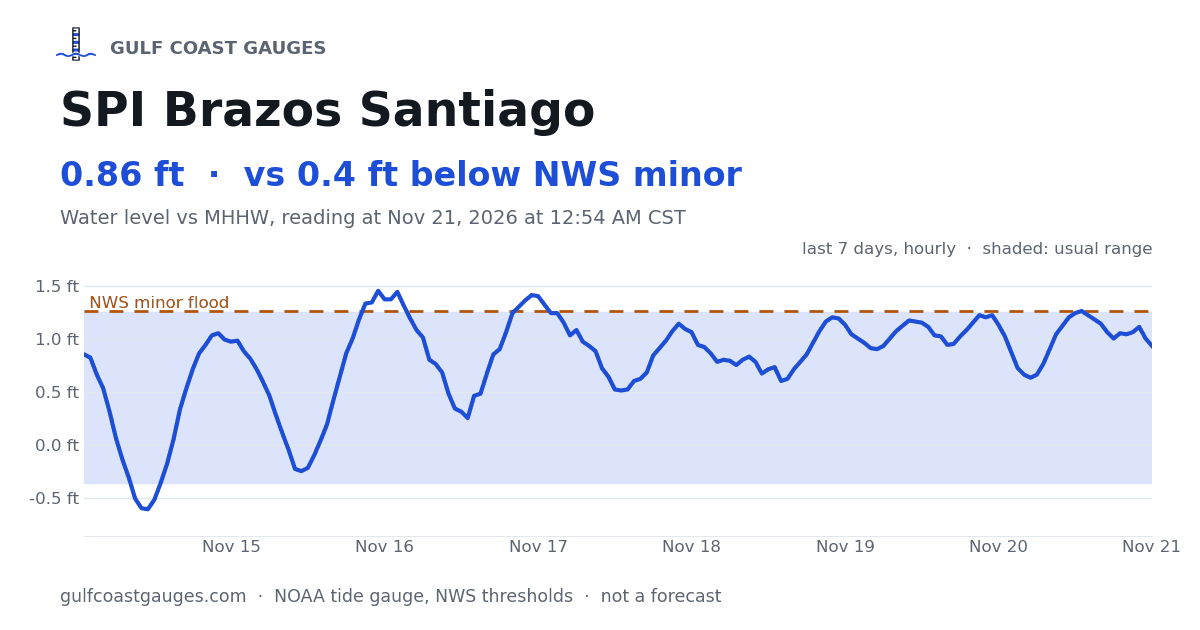 GULF COAST GAUGES
SPI Brazos Santiago
0.86 ft · vs 0.4 ft below NWS minor
Water level vs MHHW, reading at Nov 21, 2026 at 12:54 AM CST
last 7 days, hourly · shaded: usual range
1.5 ft
NWS minor flood
1.0 ft
0.5 ft
0.0 ft
-0.5 ft
Nov 15 Nov 16 Nov 17 Nov 18 Nov 19 Nov 20 Nov 21
gulfcoastgauges.com · NOAA tide gauge, NWS thresholds · not a forecast